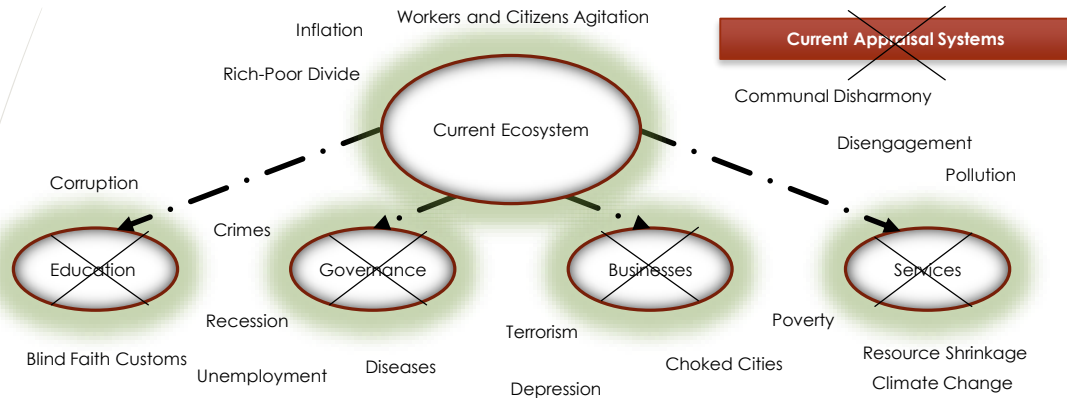 Workers and Citizens Agitation
Inflation
Current Appraisal Systems
Rich-Poor Divide
Communal Disharmony
Current Ecosystem
Disengagement
Pollution
Corruption
Crimes
Education
Governance
Businesses
Services
Recession
Terrorism
Poverty
Blind Faith Customs
Unemployment
Diseases
Depression
Choked Cities
Resource Shrinkage
Climate Change